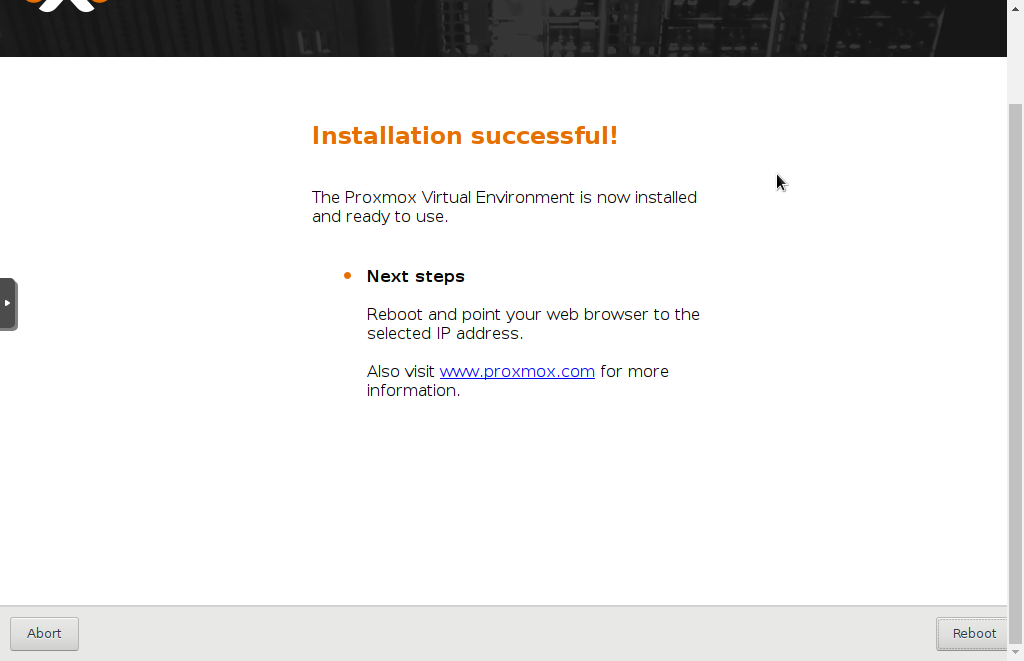 Installation successful!
The Proxmox Virtual Environment is now installed
and ready to use.
Next steps
Reboot and point your web browser to the
selected IP address.
Also visit www.proxmox.com for more
information.
Abort
Reboot